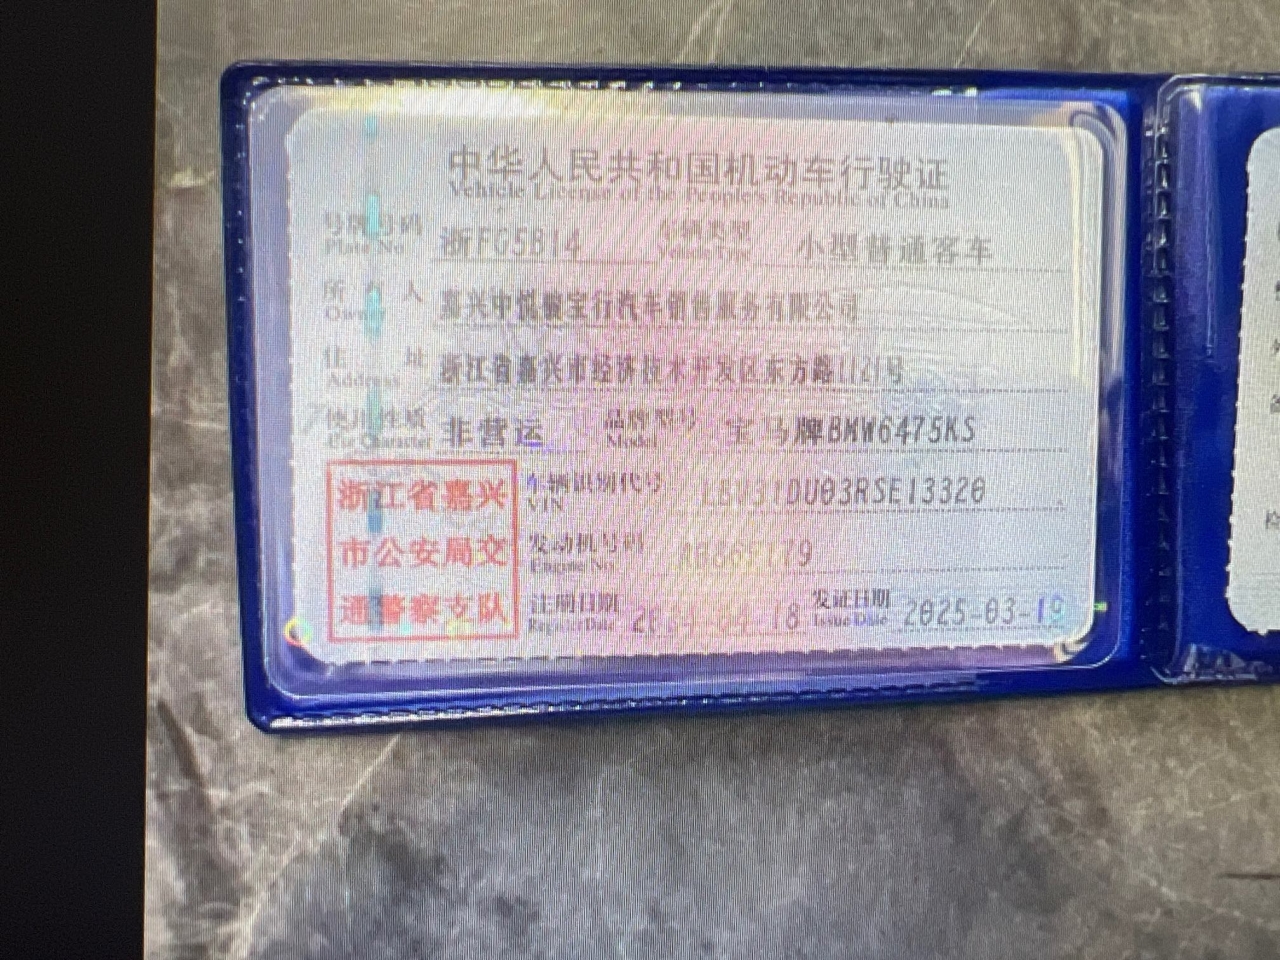 中华人民共和国机动车行驶证
Vehicle License of the People's Republic of China
号牌号码 浙FG5814 车辆类型 小型普通客车
Plate No. Vehicle Type
所有人 嘉兴中悦骏宝行汽车销售服务有限公司
Owner
住址 浙江省嘉兴市经济技术开发区东方路1121号
Address
使用性质 非营运 品牌型号 宝马牌BMW6475KS
Use Character Model
浙江省嘉兴
市公安局交
通警察支队
车辆识别代号
VIN
发动机号码
Engine No.
注册日期 发证日期
Register Date Issue Date